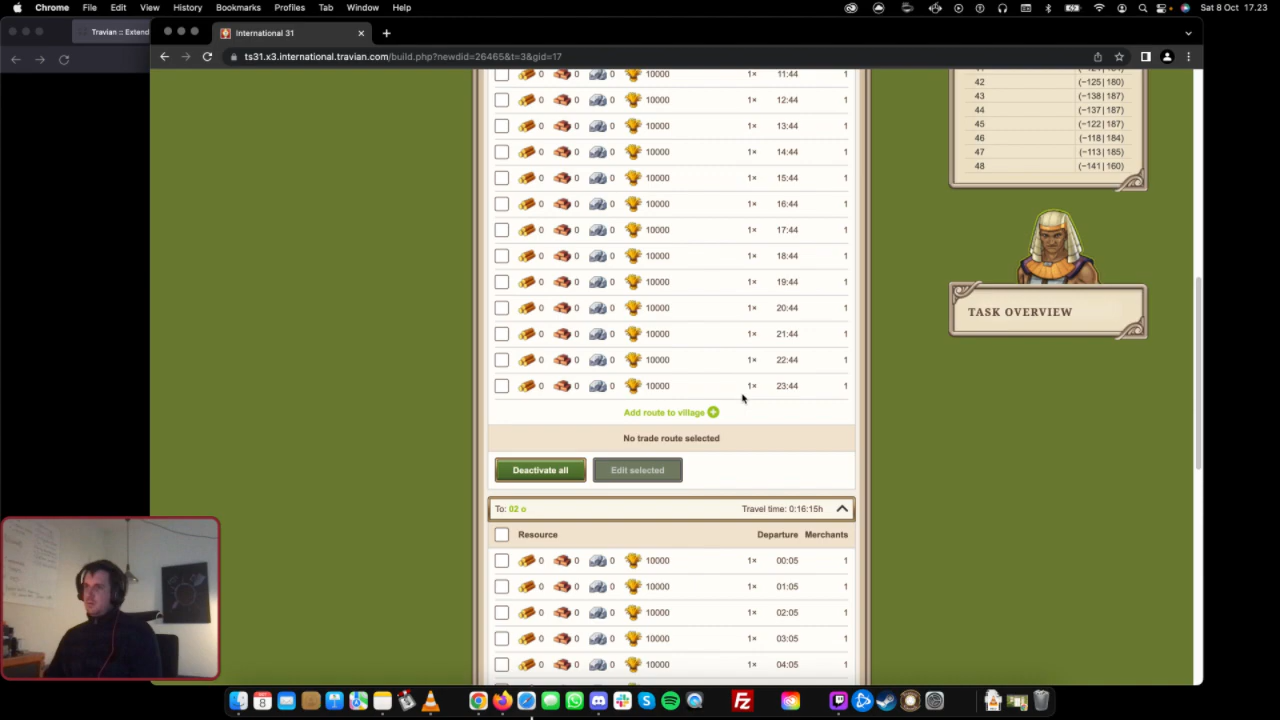 Chrome File Edit View History Bookmarks Profiles Tab Window Help Sat 8 Oct 17.23
Travian :: Extend
International 31
ts31.x3.international.travian.com/build.php?newdid=26465&t=3&gid=17
0 0 0 10000 1× 11:44 1
0 0 0 10000 1× 12:44 1
0 0 0 10000 1× 13:44 1
0 0 0 10000 1× 14:44 1
0 0 0 10000 1× 15:44 1
0 0 0 10000 1× 16:44 1
0 0 0 10000 1× 17:44 1
0 0 0 10000 1× 18:44 1
0 0 0 10000 1× 19:44 1
0 0 0 10000 1× 20:44 1
0 0 0 10000 1× 21:44 1
0 0 0 10000 1× 22:44 1
0 0 0 10000 1× 23:44 1
Add route to village
No trade route selected
Deactivate all Edit selected
To: 02 o Travel time: 0:16:15h
Resource Departure Merchants
0 0 0 10000 1× 00:05 1
0 0 0 10000 1× 01:05 1
0 0 0 10000 1× 02:05 1
0 0 0 10000 1× 03:05 1
0 0 0 10000 1× 04:05 1
42 (−125|180)
43 (−138|187)
44 (−137|187)
45 (−122|187)
46 (−118|184)
47 (−113|185)
48 (−141|160)
TASK OVERVIEW